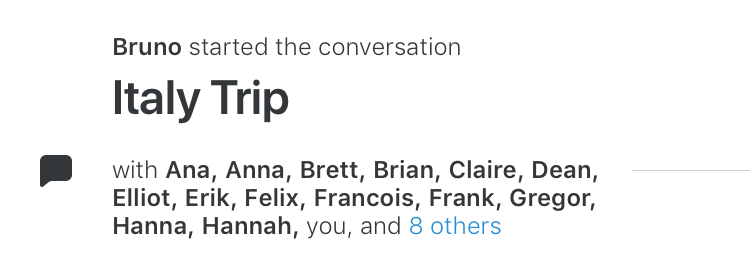 Bruno started the conversation
Italy Trip
with Ana, Anna, Brett, Brian, Claire, Dean,
Elliot, Erik, Felix, Francois, Frank, Gregor,
Hanna, Hannah, you, and 8 others